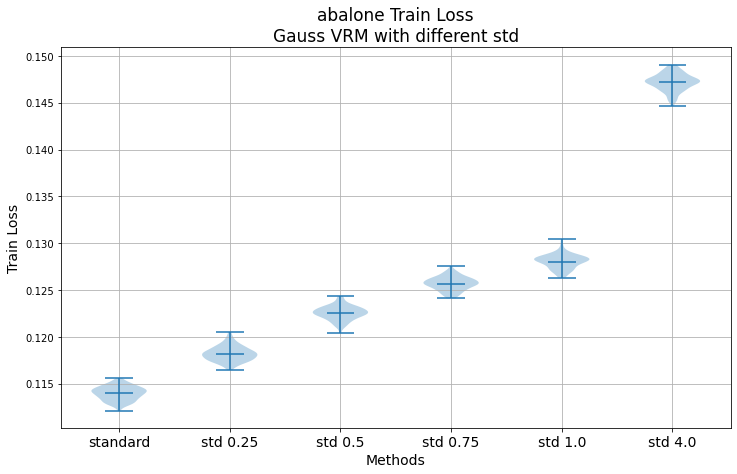 abalone Train Loss
Gauss VRM with different std
Train Loss
0.150
0.145
0.140
0.135
0.130
0.125
0.120
0.115
standard std 0.25 std 0.5 std 0.75 std 1.0 std 4.0
Methods